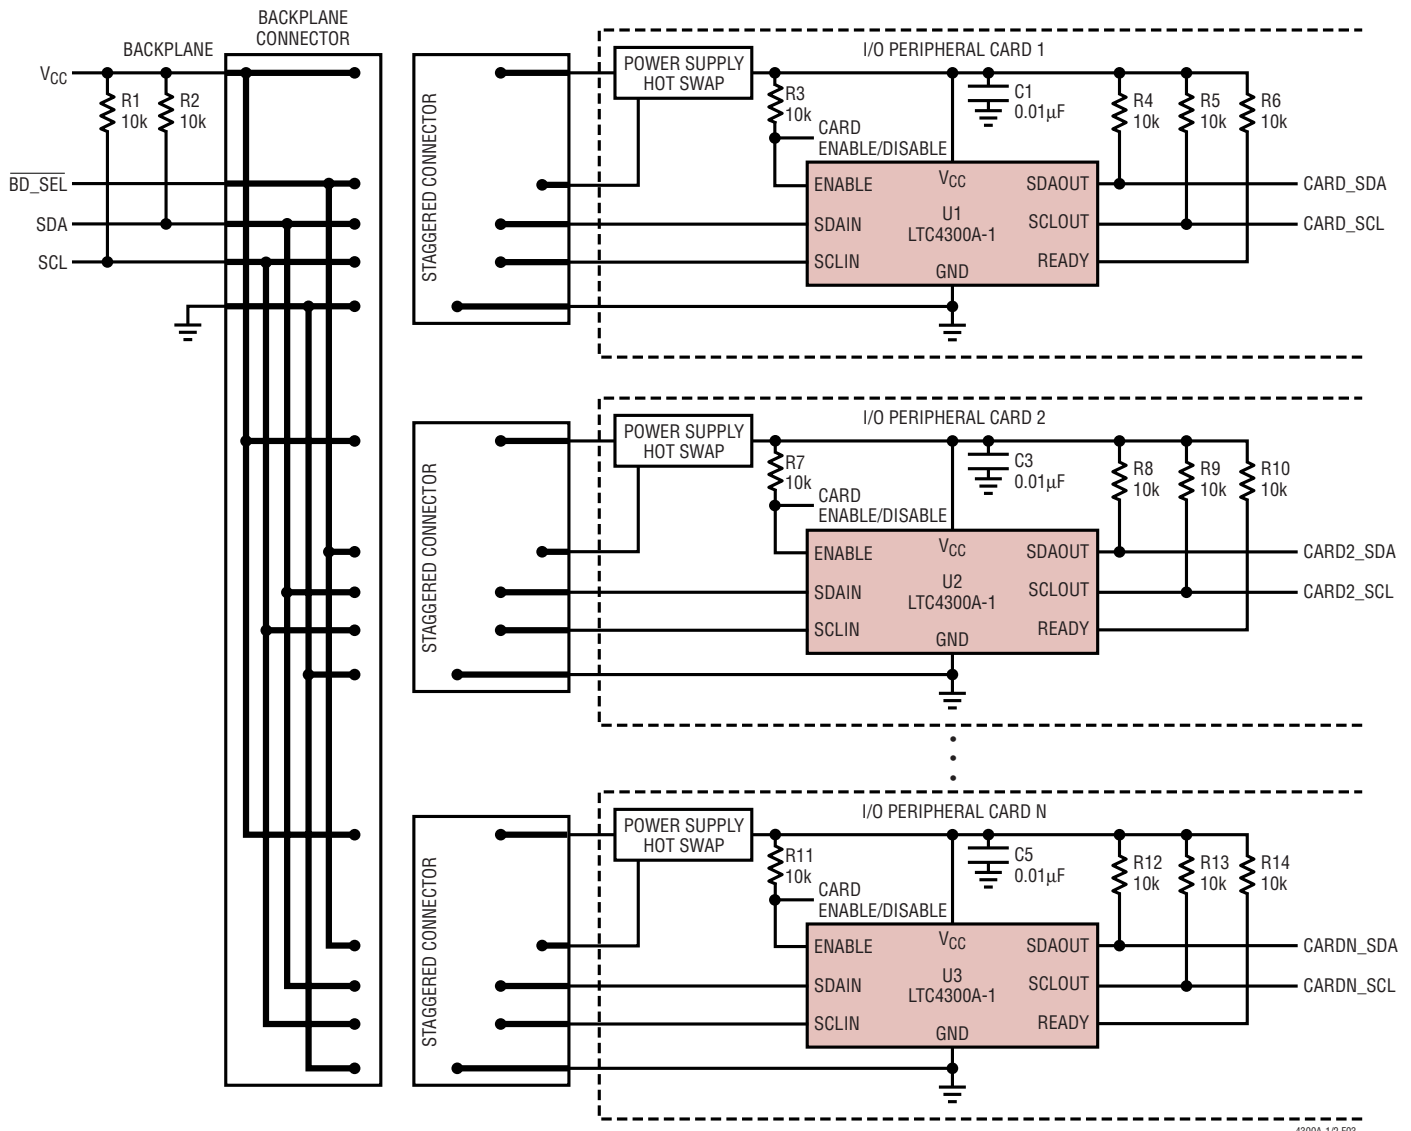 BACKPLANE
CONNECTOR
BACKPLANE
VCC
R1
10k
R2
10k
BD_SEL
SDA
SCL
STAGGERED CONNECTOR
I/O PERIPHERAL CARD 1
POWER SUPPLY
HOT SWAP
R3
10k
CARD
ENABLE/DISABLE
C1
0.01µF
R4
10k
R5
10k
R6
10k
ENABLE
VCC
SDAOUT
CARD_SDA
SDAIN
U1
LTC4300A-1
SCLOUT
CARD_SCL
SCLIN
GND
READY
STAGGERED CONNECTOR
I/O PERIPHERAL CARD 2
POWER SUPPLY
HOT SWAP
R7
10k
CARD
ENABLE/DISABLE
C3
0.01µF
R8
10k
R9
10k
R10
10k
ENABLE
VCC
SDAOUT
CARD2_SDA
SDAIN
U2
LTC4300A-1
SCLOUT
CARD2_SCL
SCLIN
GND
READY
STAGGERED CONNECTOR
I/O PERIPHERAL CARD N
POWER SUPPLY
HOT SWAP
R11
10k
CARD
ENABLE/DISABLE
C5
0.01µF
R12
10k
R13
10k
R14
10k
ENABLE
VCC
SDAOUT
CARDN_SDA
SDAIN
U3
LTC4300A-1
SCLOUT
CARDN_SCL
SCLIN
GND
READY
4300A-1/2 F03